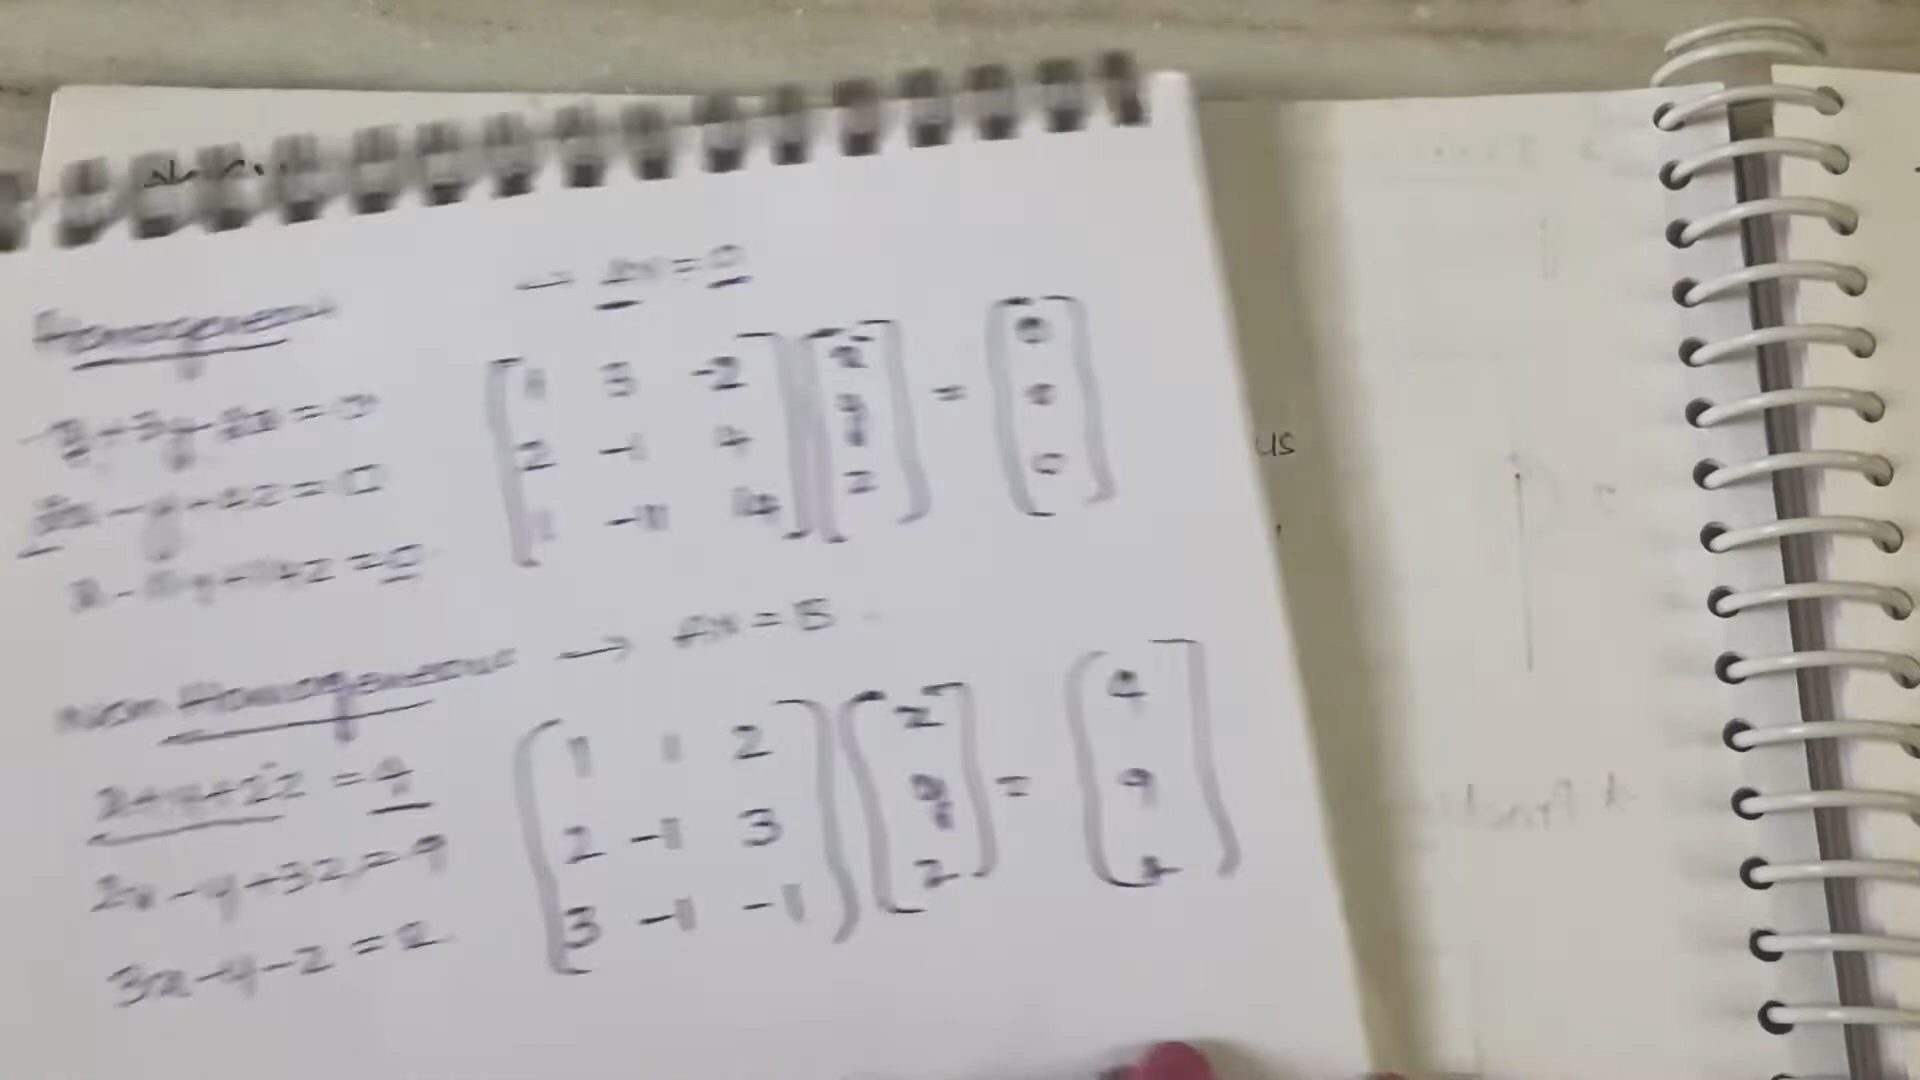 Homogeneous → AX = 0
x + 3y - 2z = 0
2x - y + 4z = 0
x - 11y + 14z = 0
[ 1 3 -2 ] [ x ] = [ 0 ]
[ 2 -1 4 ] [ y ] [ 0 ]
[ 1 -11 14 ] [ z ] [ 0 ]
Non Homogeneous → AX = B
x + y + 2z = 4
2x - y + 3z = 9
3x - y - z = 2
[ 1 1 2 ] [ x ] = [ 4 ]
[ 2 -1 3 ] [ y ] [ 9 ]
[ 3 -1 -1 ] [ z ] [ 2 ]
us